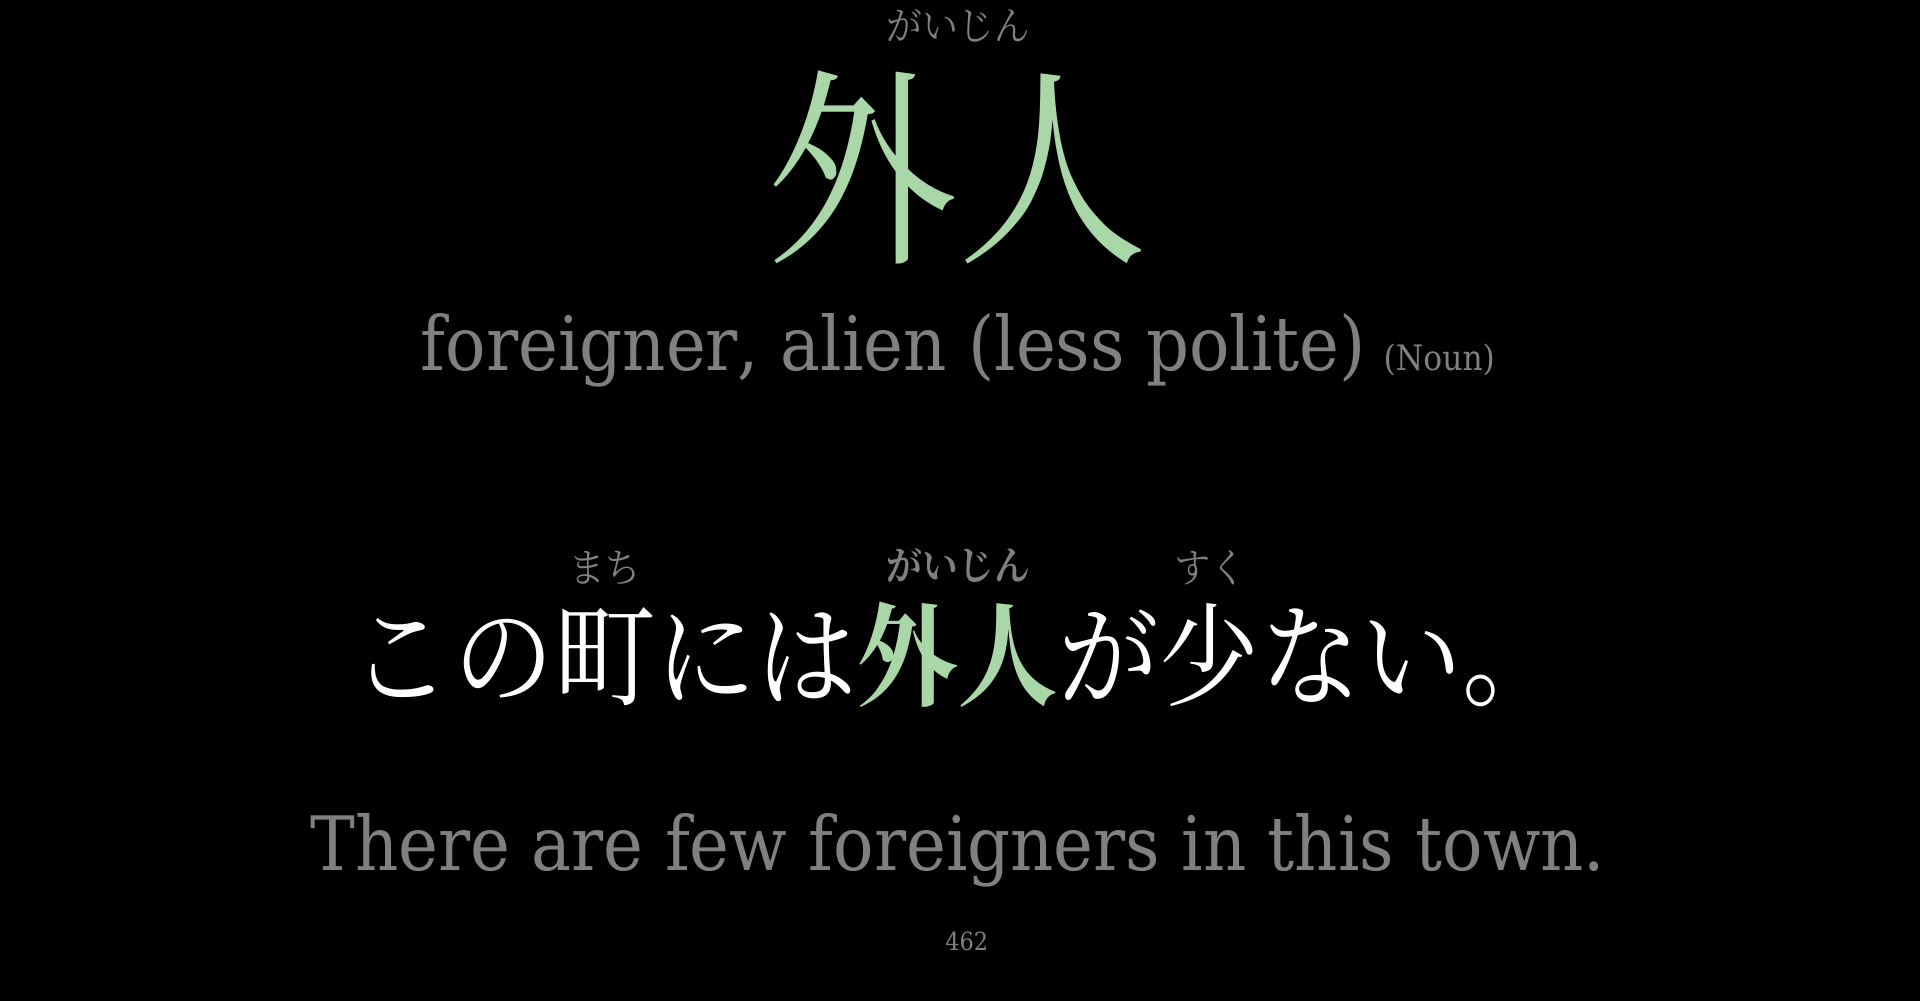 がいじん
外人
foreigner, alien (less polite) (Noun)
まち がいじん すく
この町には外人が少ない。
There are few foreigners in this town.
462